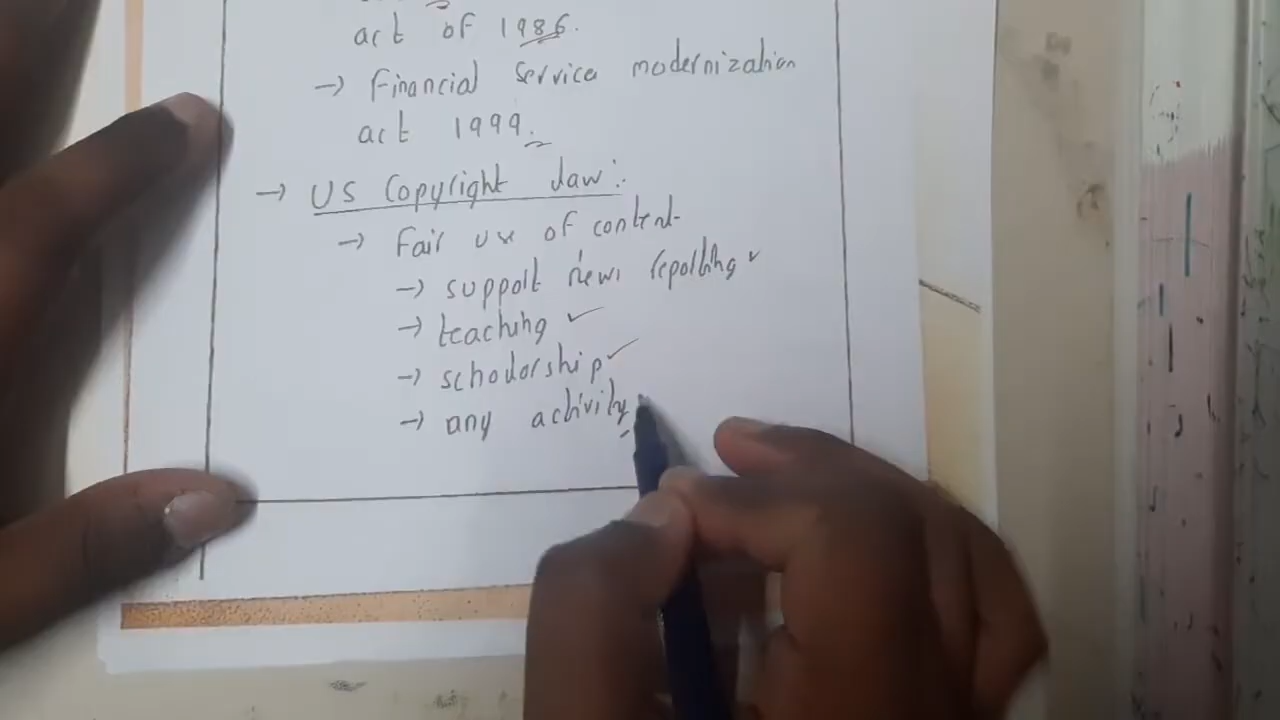 act of 1986.
→ Financial Service modernization
act 1999.
→ US Copyright law:
→ Fair use of content
→ support news reporting ✓
→ teaching ✓
→ scholarship ✓
→ any activity